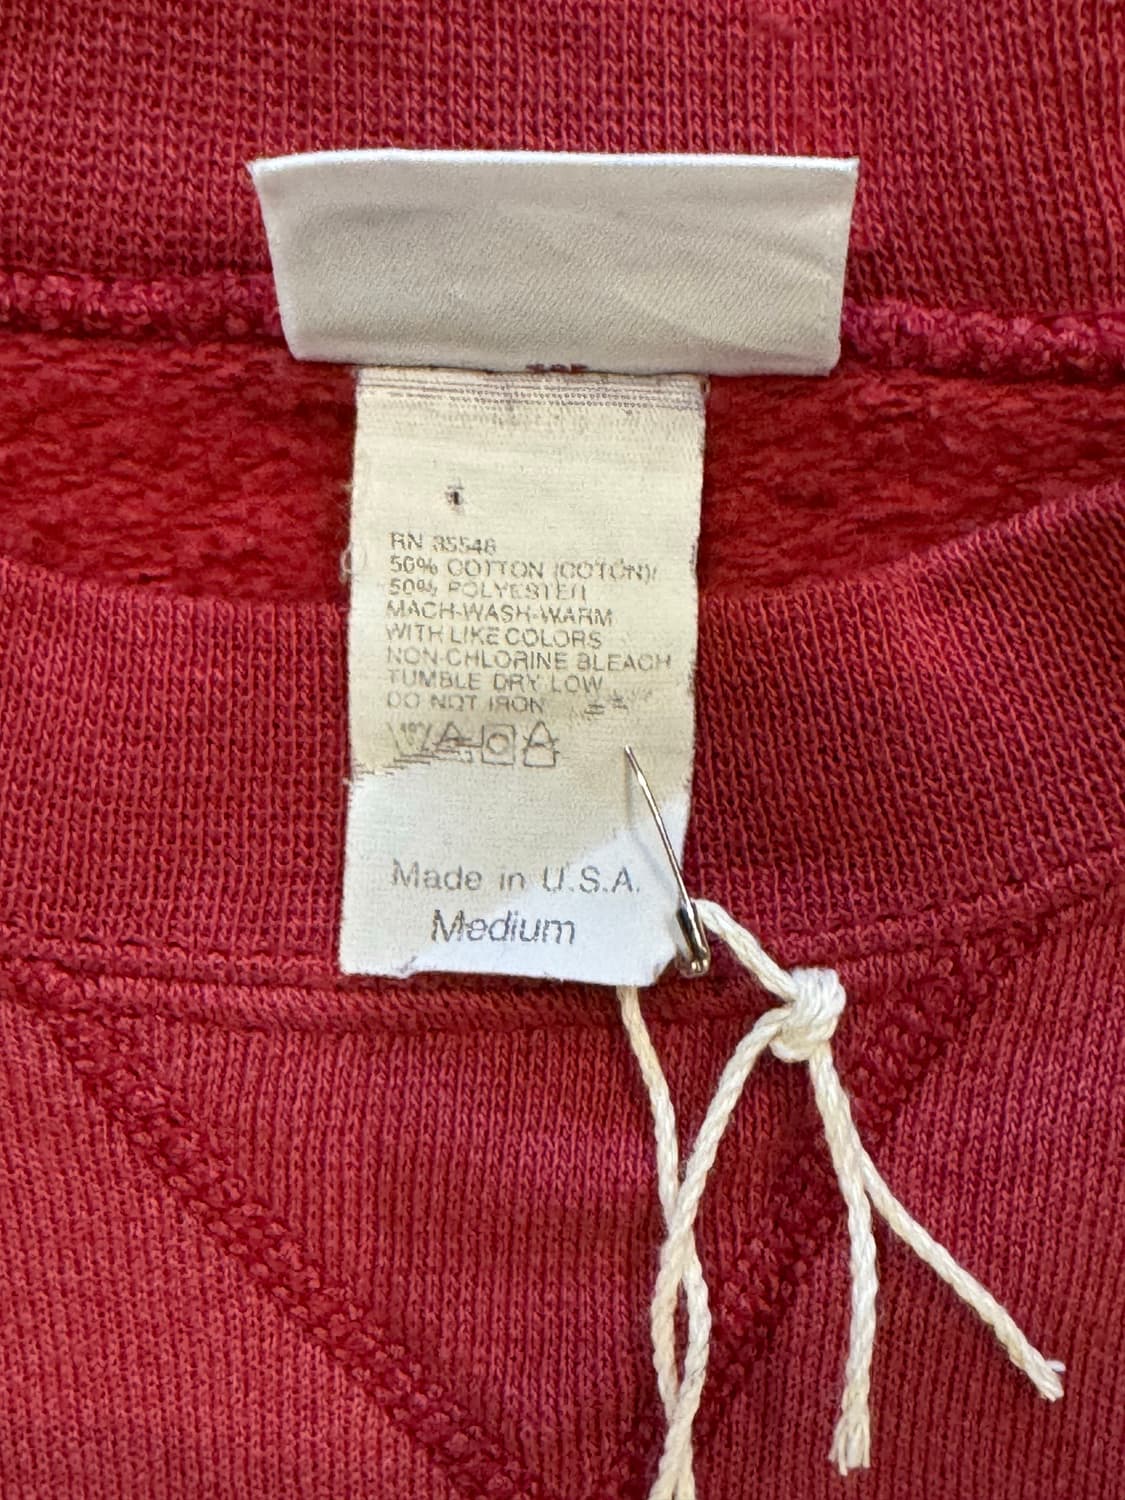 RN 85548
50% COTTON (COTON)/
50% POLYESTER
MACH-WASH-WARM
WITH LIKE COLORS
NON-CHLORINE BLEACH
TUMBLE DRY LOW
DO NOT IRON
Made in U.S.A.
Medium